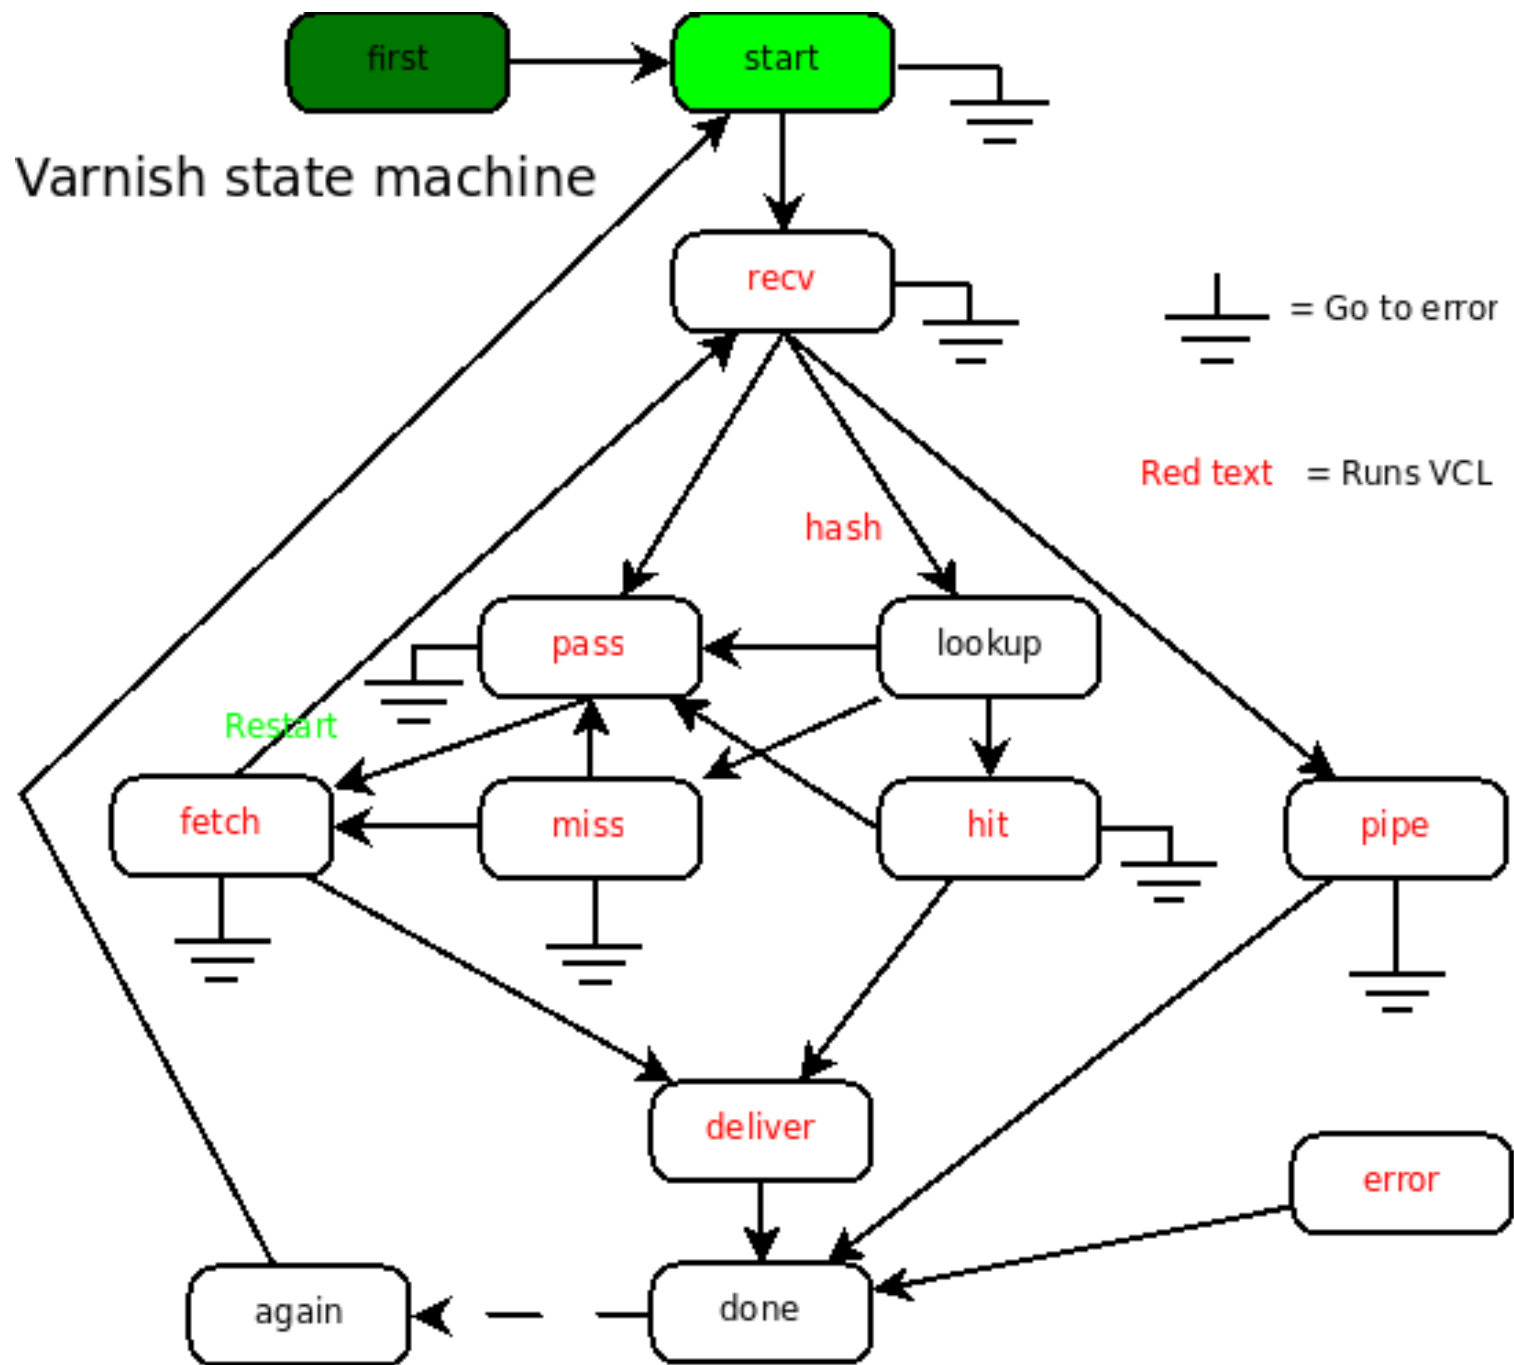 first
start
Varnish state machine
recv
= Go to error
Red text = Runs VCL
hash
pass
lookup
Restart
fetch
miss
hit
pipe
deliver
error
again
done